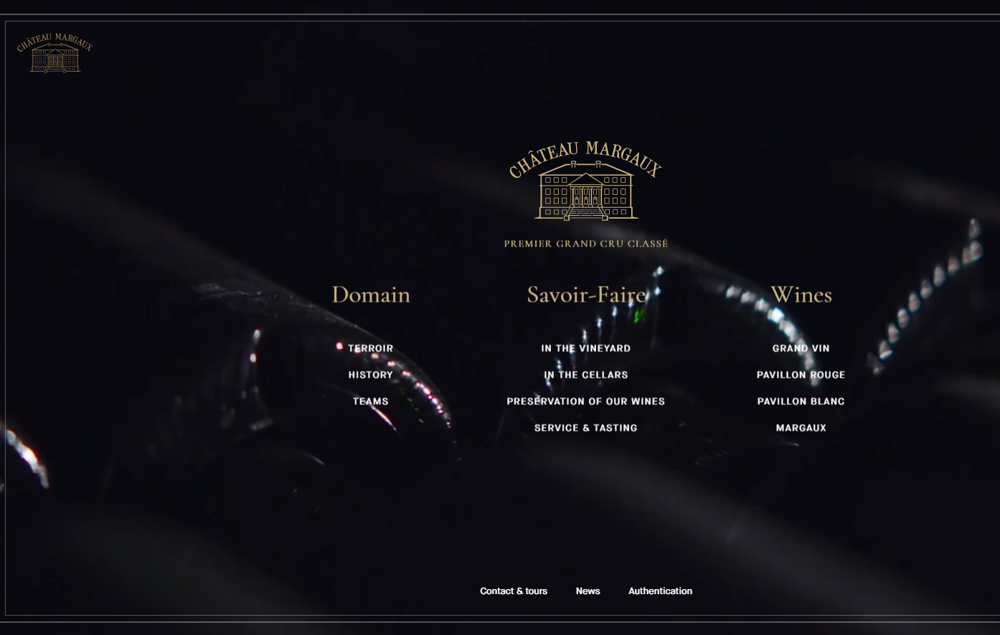 CHÂTEAU MARGAUX
CHÂTEAU MARGAUX
PREMIER GRAND CRU CLASSÉ
Domain
TERROIR
HISTORY
TEAMS
Savoir-Faire
IN THE VINEYARD
IN THE CELLARS
PRESERVATION OF OUR WINES
SERVICE & TASTING
Wines
GRAND VIN
PAVILLON ROUGE
PAVILLON BLANC
MARGAUX
Contact & tours
News
Authentication